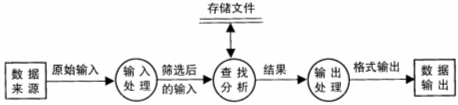 存储文件
数据
来源
原始输入
输入
处理
筛选后
的输入
查找
分析
结果
输出
处理
格式输出
数据
输出